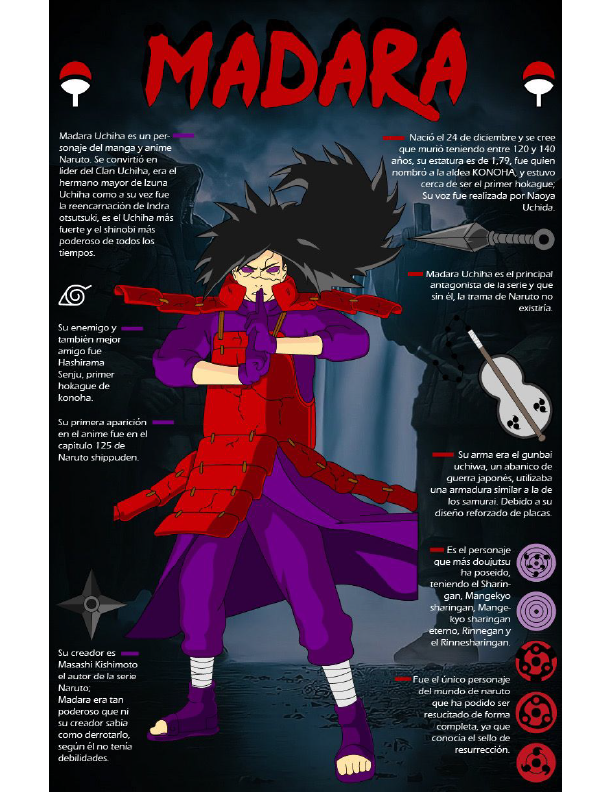 MADARA
Madara Uchiha es un per-
sonaje del manga y anime
Naruto. Se convirtió en
lider del Clan Uchiha, era el
hermano mayor de Izuna
Uchiha como a su vez fue
la reencarnación de Indra
otsutsuki, es el Uchiha más
fuerte y el shinobi más
poderoso de todos los
tiempos.
Su enemigo y
también mejor
amigo fue
Hashirama
Senju, primer
hokague de
konoha.
Su primera aparición
en el anime fue en el
capitulo 125 de
Naruto shippuden.
Su creador es
Masashi Kishimoto
el autor de la serie
Naruto;
Madara era tan
poderoso que ni
su creador sabía
como derrotarlo,
según él no tenía
debilidades.
Nació el 24 de diciembre y se cree
que murió teniendo entre 120 y 140
años, su estatura es de 1,79, fue quien
nombró a la aldea KONOHA, y estuvo
cerca de ser el primer hokague;
Su voz fue realizada por Naoya
Uchida.
Madara Uchiha es el principal
antagonista de la serie y que
sin él, la trama de Naruto no
existiría.
Su arma era el gunbai
uchiwa, un abanico de
guerra japonés, utilizaba
una armadura similar a la de
los samurai. Debido a su
diseño reforzado de placas.
Es el personaje
que más doujutsu
ha poseido,
teniendo el Sharin-
gan, Mangekyo
sharingan, Mange-
kyo sharingan
eterno, Rinnegan y
el Rinnesharingan.
Fue el único personaje
del mundo de naruto
que ha podido ser
resucitado de forma
completa, ya que
conocía el sello de
resurrección.